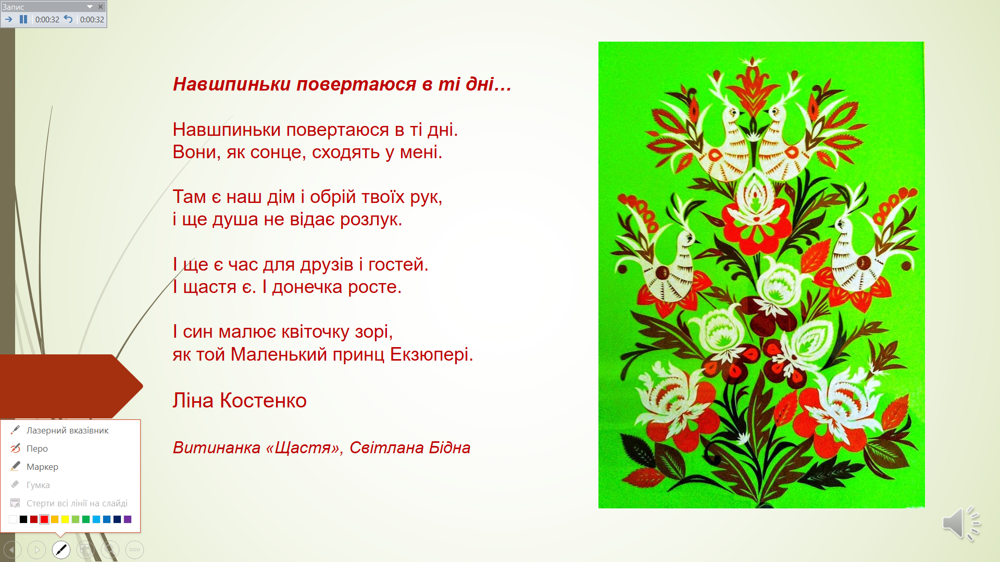 Запис
0:00:32 0:00:32
Навшпиньки повертаюся в ті дні…
Навшпиньки повертаюся в ті дні.
Вони, як сонце, сходять у мені.
Там є наш дім і обрій твоїх рук,
і ще душа не відає розлук.
І ще є час для друзів і гостей.
І щастя є. І донечка росте.
І син малює квіточку зорі,
як той Маленький принц Екзюпері.
Ліна Костенко
Витинанка «Щастя», Світлана Бідна
Лазерний вказівник
Перо
Маркер
Гумка
Стерти всі лінії на слайді